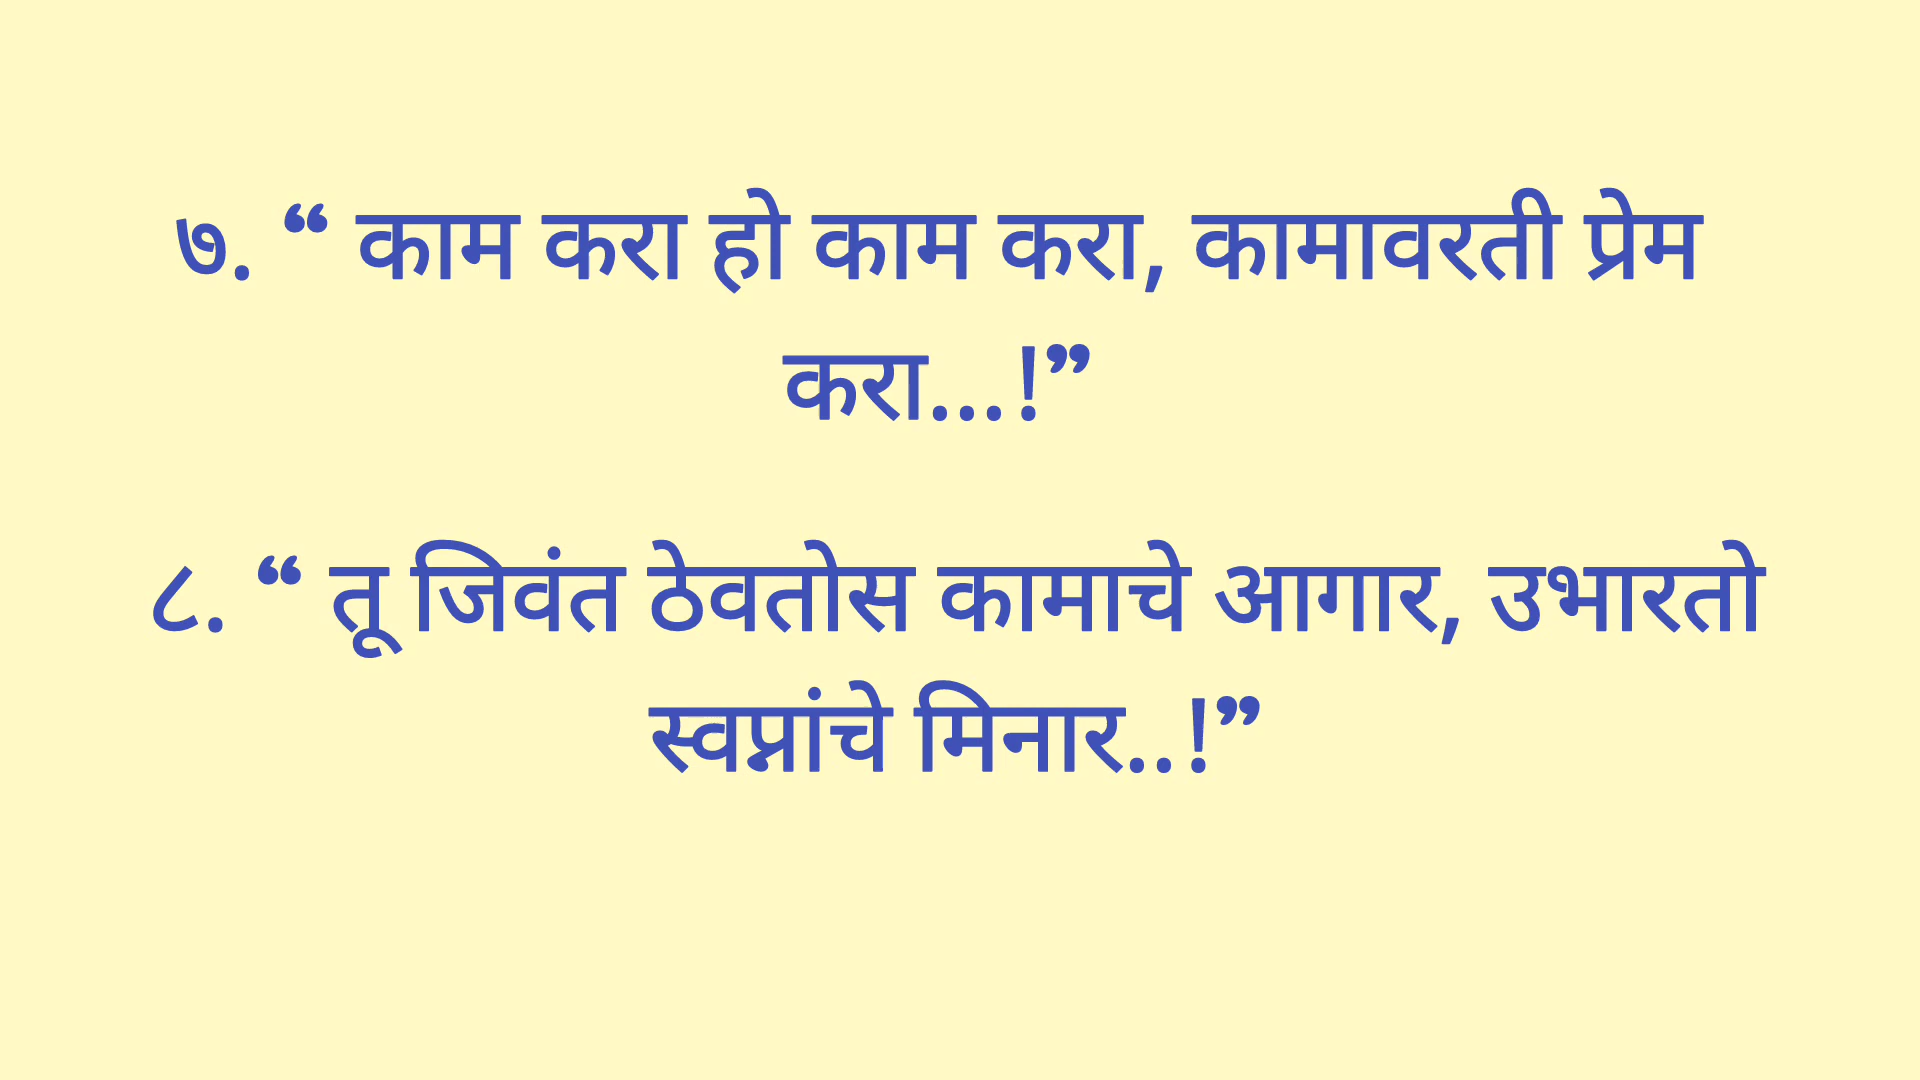 ७. “ काम करा हो काम करा, कामावरती प्रेम
करा...!”
८. “ तू जिवंत ठेवतोस कामाचे आगार, उभारतो
स्वप्नांचे मिनार..!”